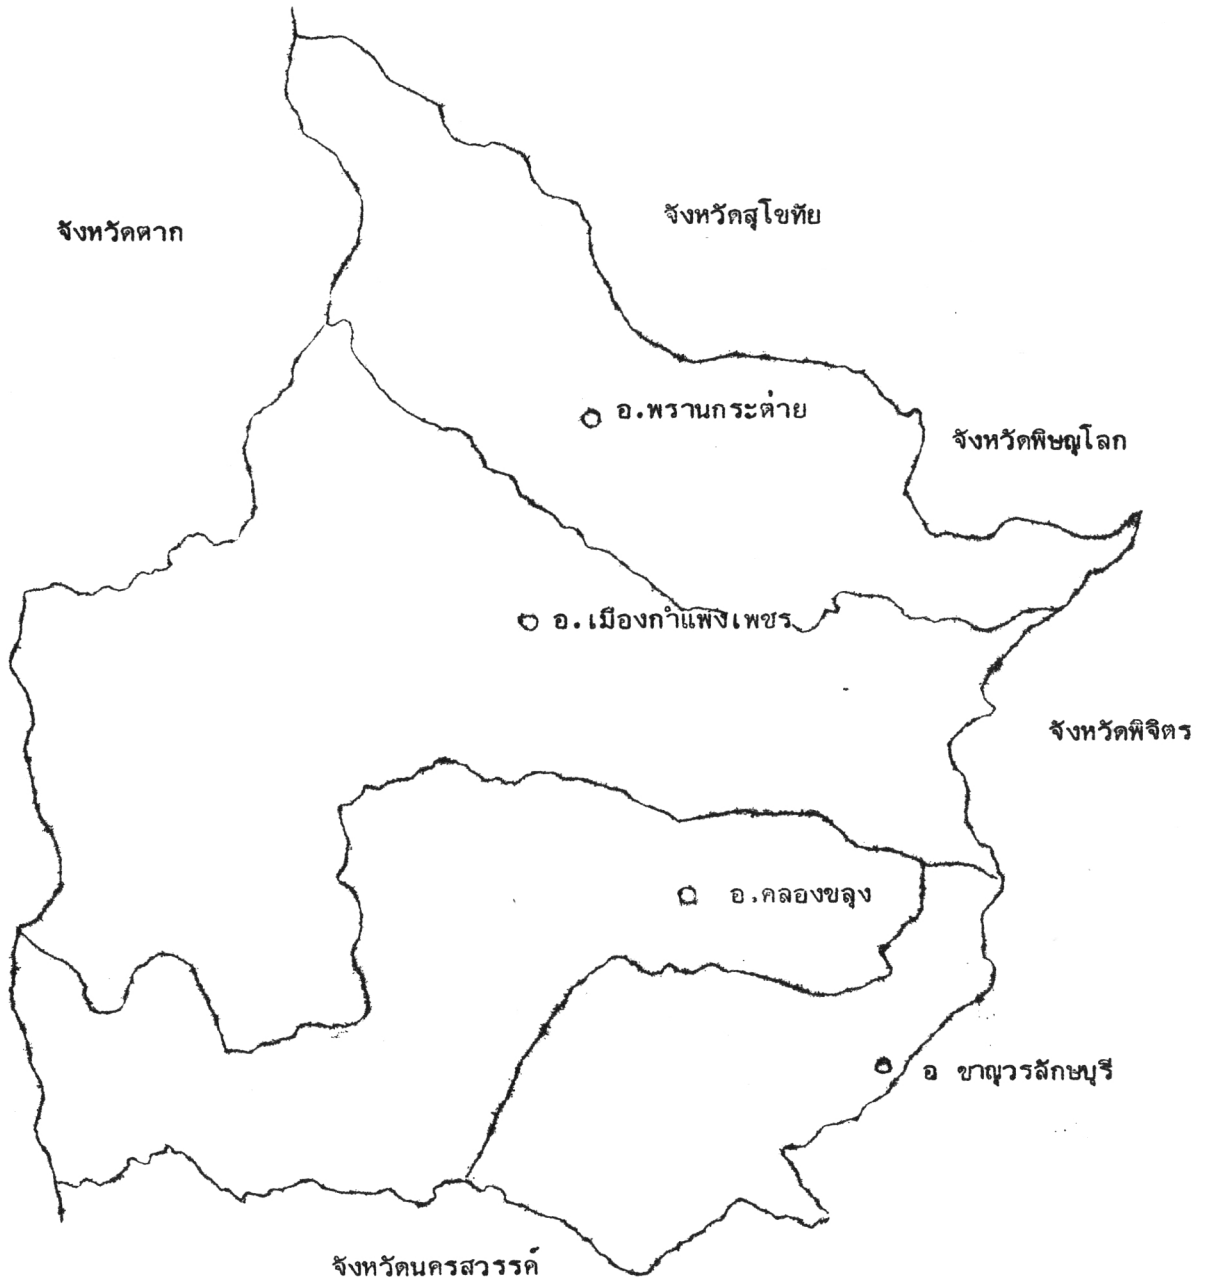 จังหวัดสุโขทัย
จังหวัดตาก
อ.พรานกระต่าย
จังหวัดพิษณุโลก
อ.เมืองกำแพงเพชร
จังหวัดพิจิตร
อ.คลองขลุง
อ ขาณุวรลักษบุรี
จังหวัดนครสวรรค์